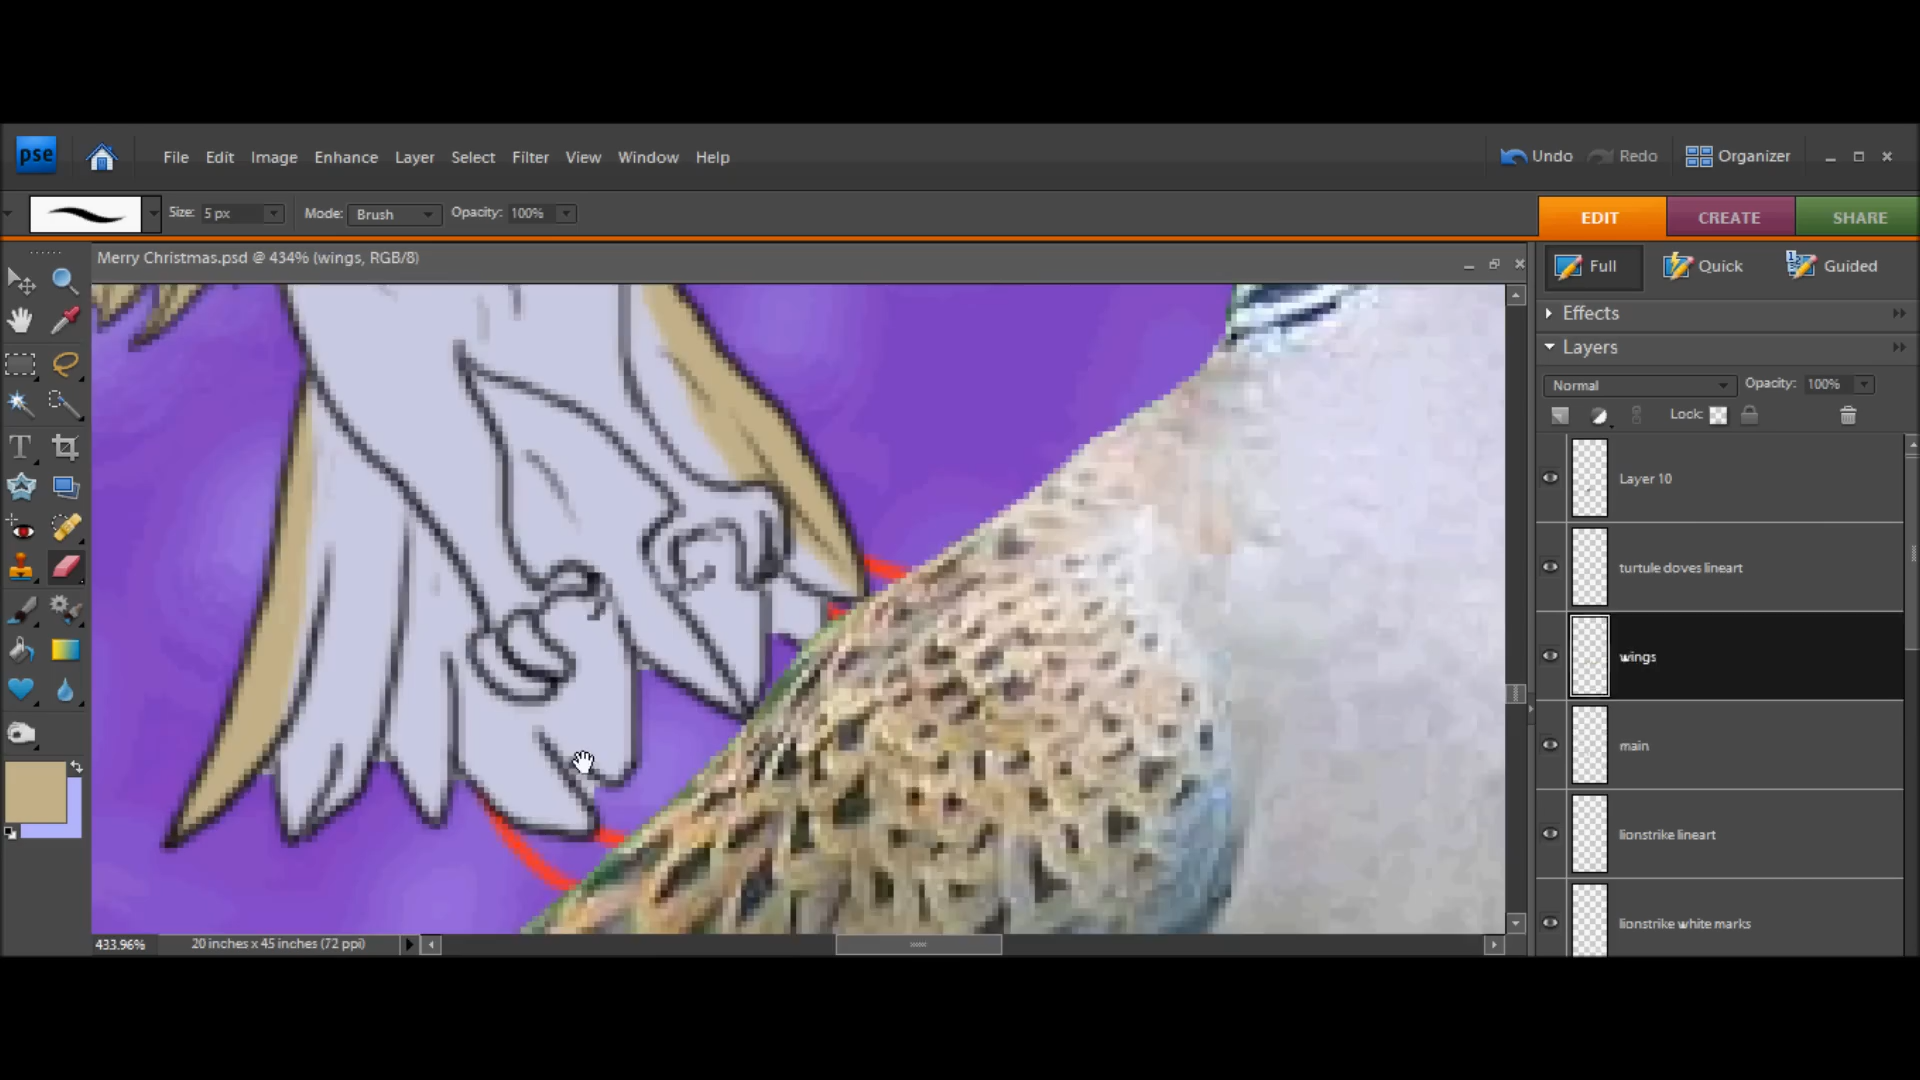 pse File Edit Image Enhance Layer Select Filter View Window Help Undo Redo Organizer
Size: 5 px Mode: Brush Opacity: 100% EDIT CREATE SHARE
Merry Christmas.psd @ 434% (wings, RGB/8)
Full Quick Guided
Effects
Layers
Normal Opacity: 100%
Lock:
Layer 10
turtule doves lineart
wings
main
lionstrike lineart
lionstrike white marks
433.96% 20 inches x 45 inches (72 ppi)